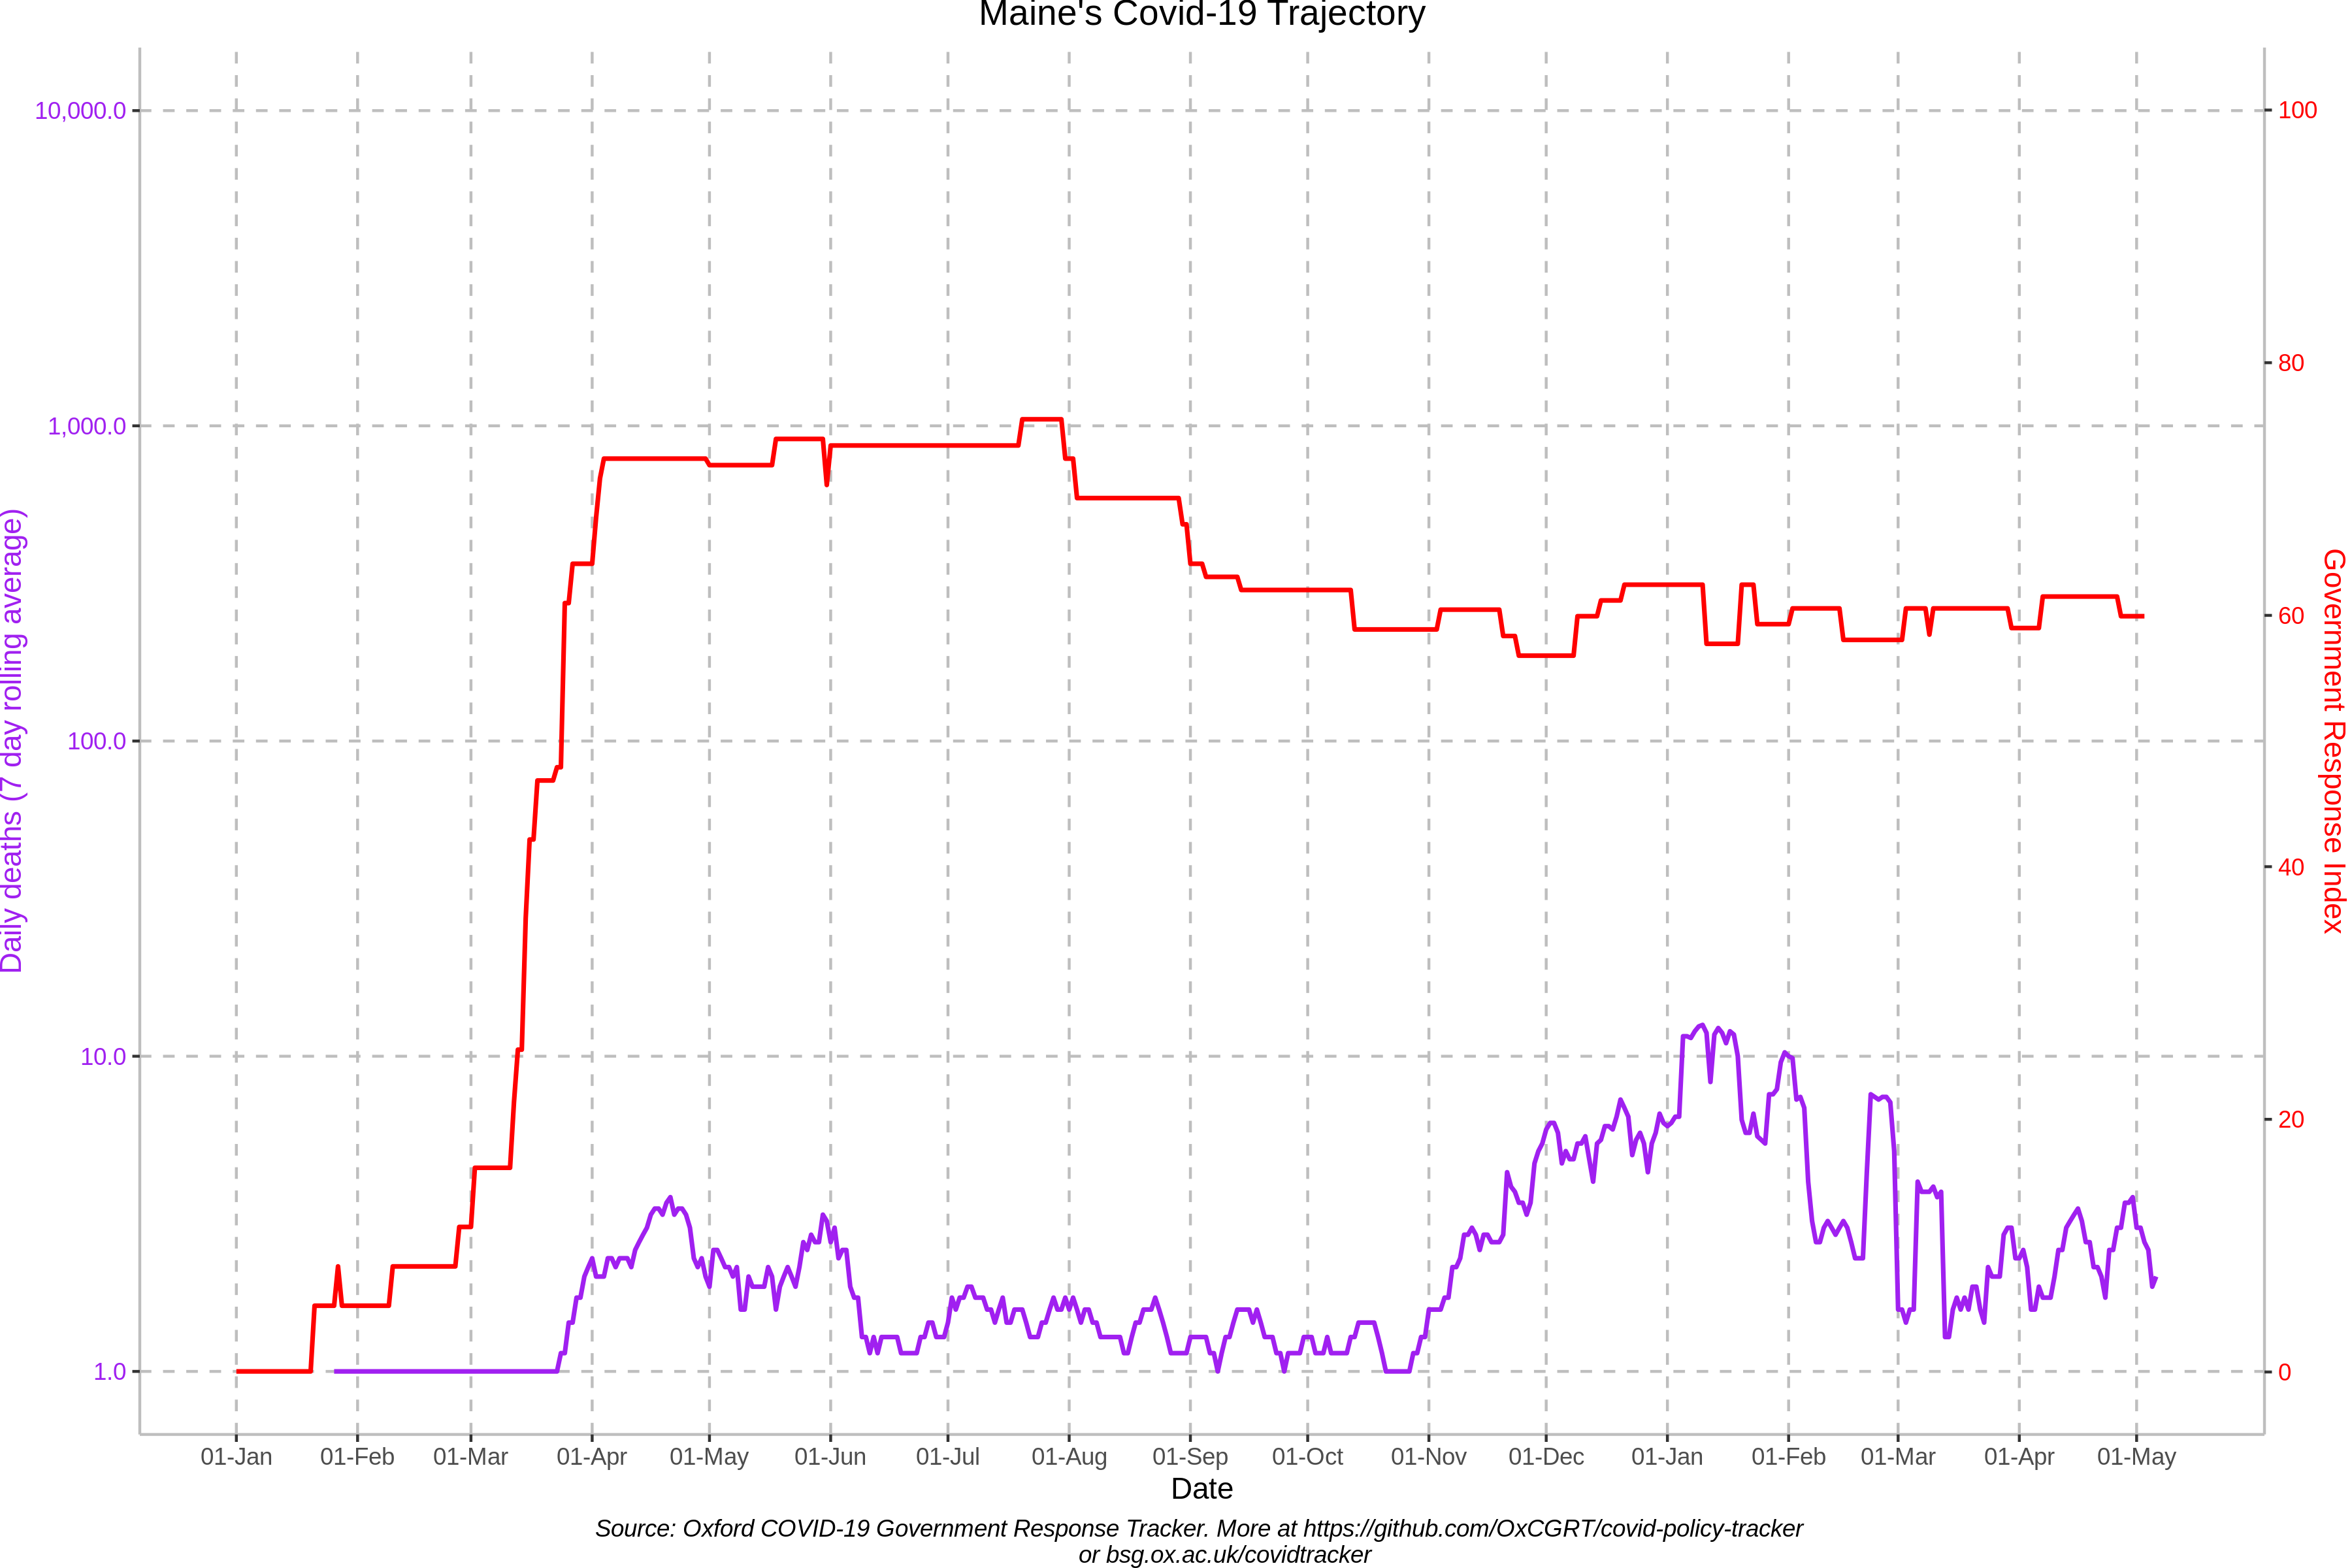 Maine's Covid-19 Trajectory
10,000.0
1,000.0
100.0
10.0
1.0
Daily deaths (7 day rolling average)
100
80
60
40
20
0
Government Response Index
01-Jan 01-Feb 01-Mar 01-Apr 01-May 01-Jun 01-Jul 01-Aug 01-Sep 01-Oct 01-Nov 01-Dec 01-Jan 01-Feb 01-Mar 01-Apr 01-May
Date
Source: Oxford COVID-19 Government Response Tracker. More at https://github.com/OxCGRT/covid-policy-tracker
or bsg.ox.ac.uk/covidtracker